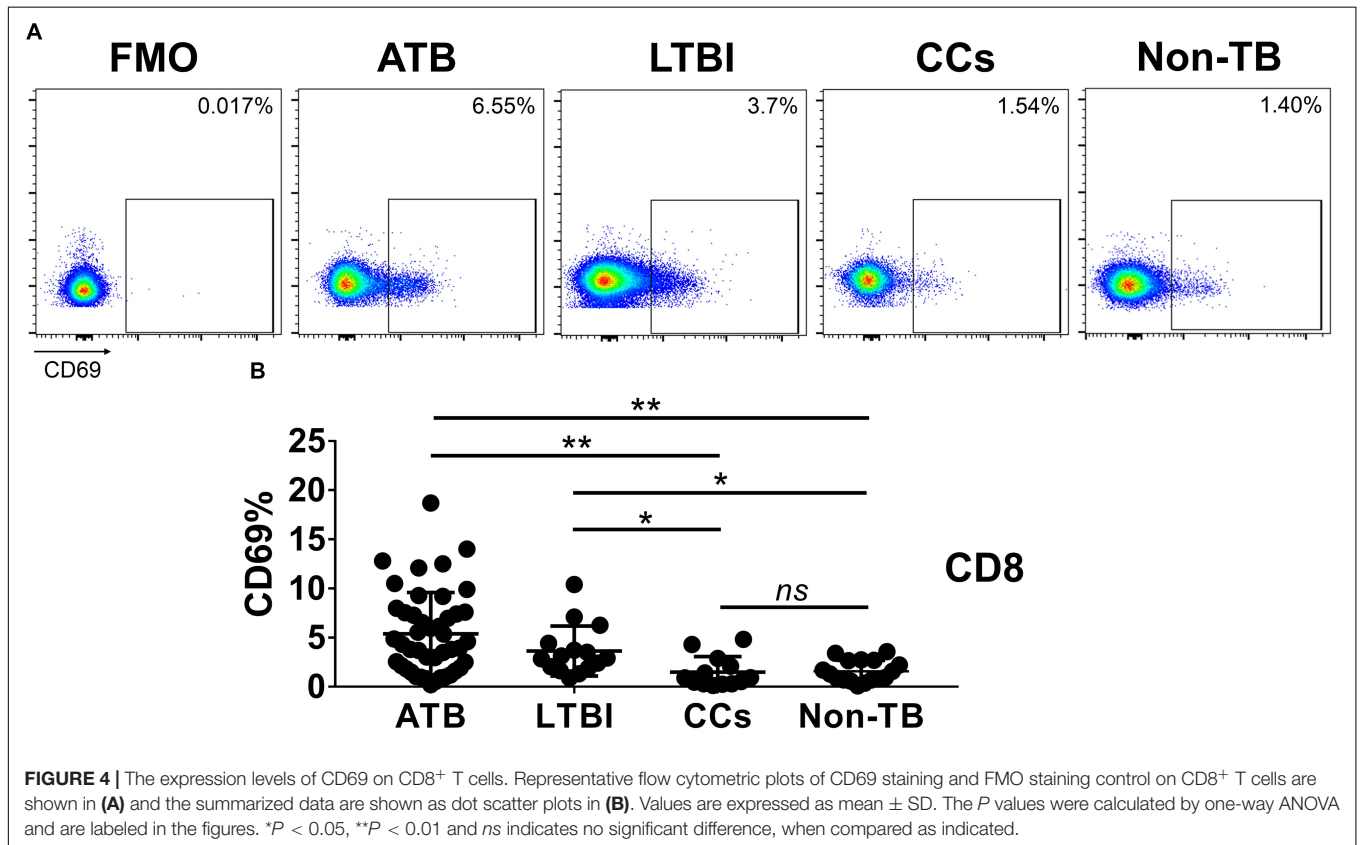 A
FMO ATB LTBI CCs Non-TB
0.017% 6.55% 3.7% 1.54% 1.40%
CD69
B
**
**
*
*
ns
CD8
CD69%
25
20
15
10
5
0
ATB LTBI CCs Non-TB
FIGURE 4 | The expression levels of CD69 on CD8+ T cells. Representative flow cytometric plots of CD69 staining and FMO staining control on CD8+ T cells are
shown in (A) and the summarized data are shown as dot scatter plots in (B). Values are expressed as mean ± SD. The P values were calculated by one-way ANOVA
and are labeled in the figures. *P < 0.05, **P < 0.01 and ns indicates no significant difference, when compared as indicated.